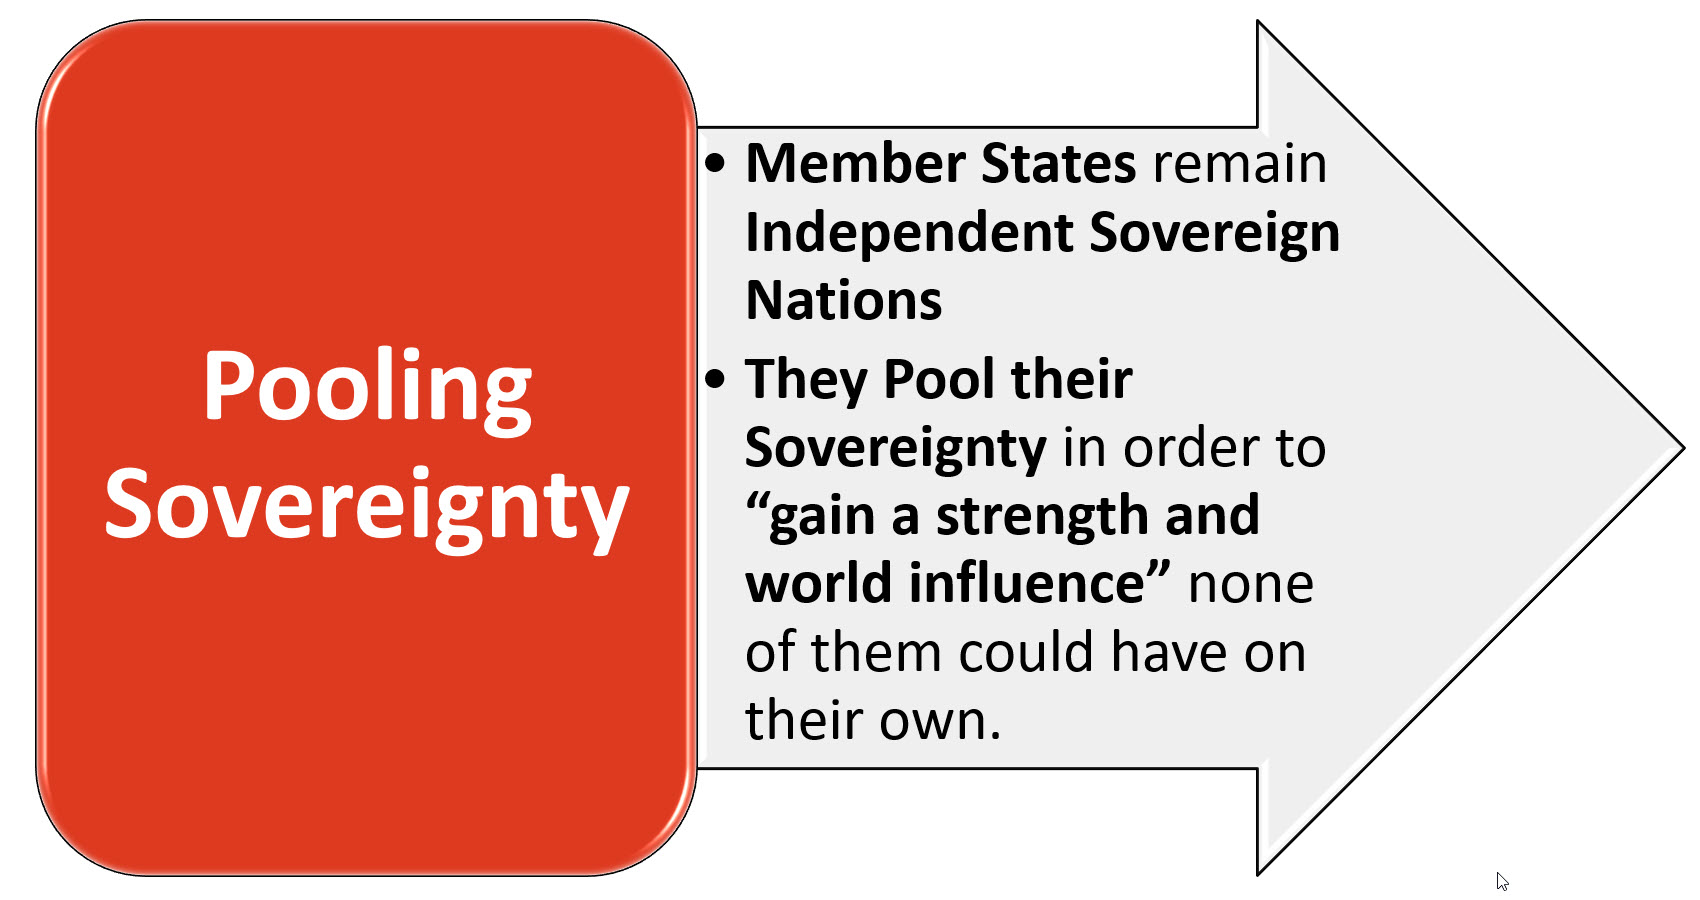 Pooling
Sovereignty
• Member States remain
Independent Sovereign
Nations
• They Pool their
Sovereignty in order to
“gain a strength and
world influence” none
of them could have on
their own.